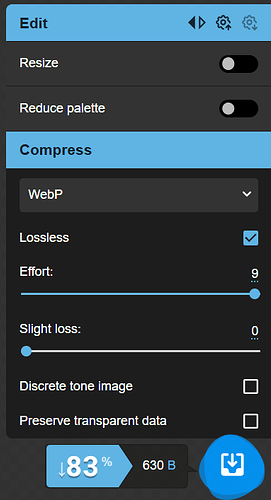 Edit
Resize
Reduce palette
Compress
WebP
Lossless
Effort: 9
Slight loss: 0
Discrete tone image
Preserve transparent data
↓83% 630 B